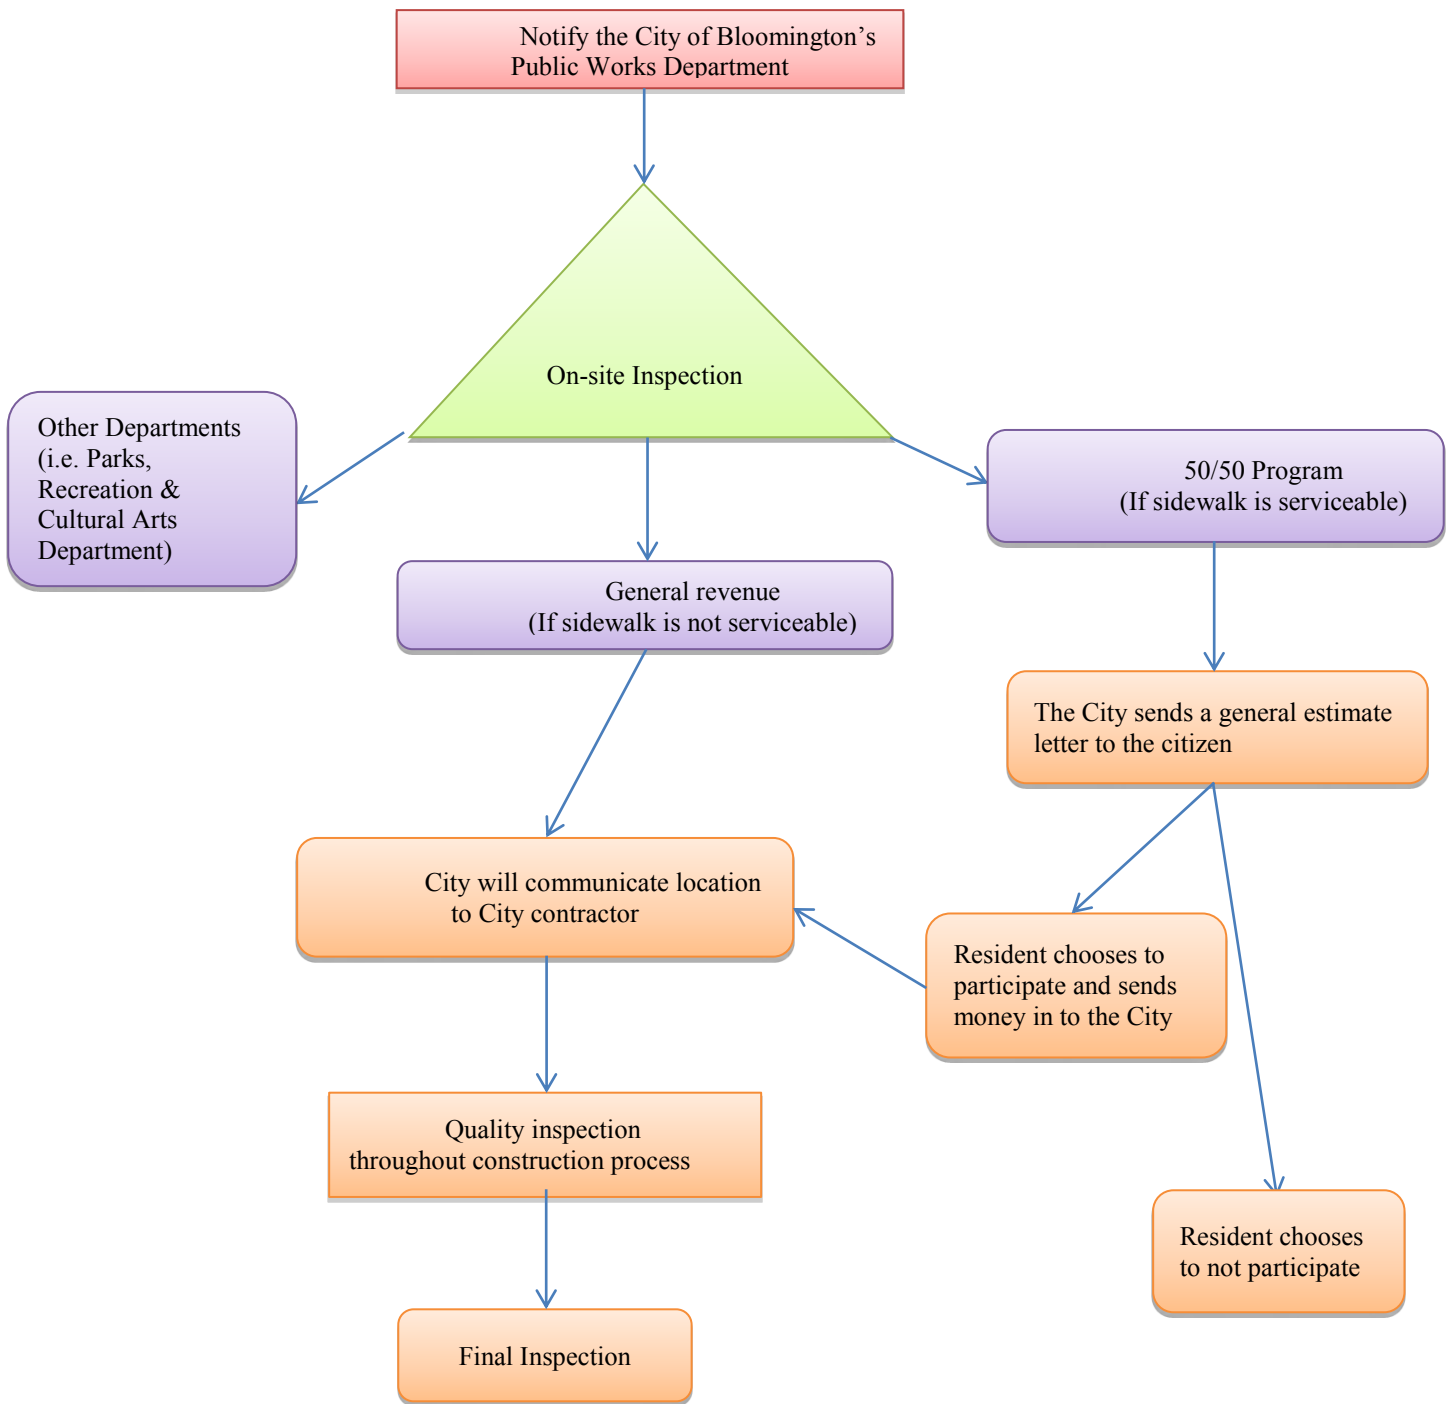 Notify the City of Bloomington’s
Public Works Department
On-site Inspection
Other Departments
(i.e. Parks,
Recreation &
Cultural Arts
Department)
50/50 Program
(If sidewalk is serviceable)
General revenue
(If sidewalk is not serviceable)
The City sends a general estimate
letter to the citizen
City will communicate location
to City contractor
Resident chooses to
participate and sends
money in to the City
Quality inspection
throughout construction process
Resident chooses
to not participate
Final Inspection